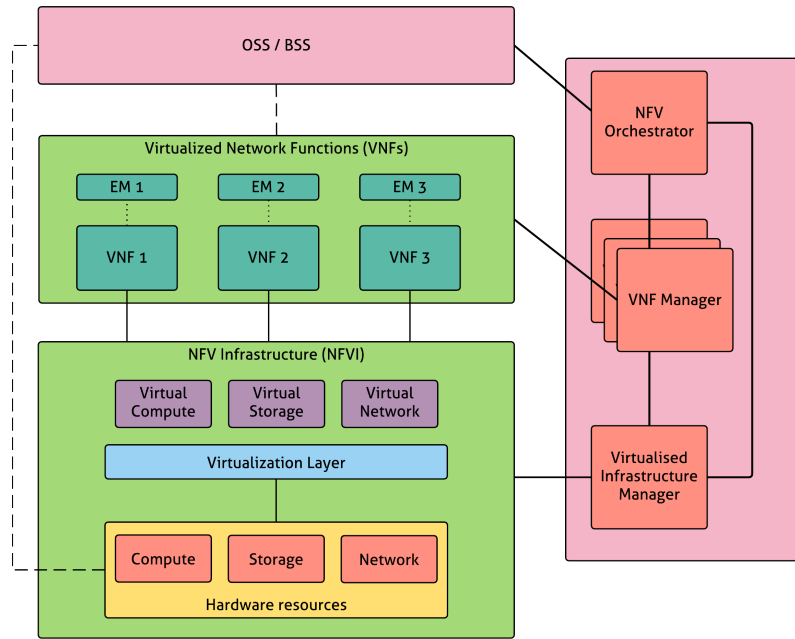 OSS / BSS
Virtualized Network Functions (VNFs)
EM 1
EM 2
EM 3
VNF 1
VNF 2
VNF 3
NFV Infrastructure (NFVI)
Virtual
Compute
Virtual
Storage
Virtual
Network
Virtualization Layer
Compute
Storage
Network
Hardware resources
NFV
Orchestrator
VNF Manager
Virtualised
Infrastructure
Manager